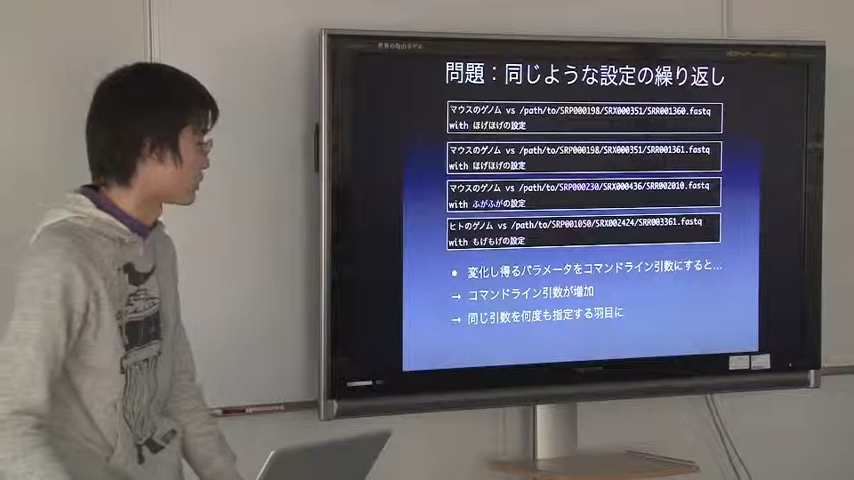 世界の亀山モデル
問題：同じような設定の繰り返し
マウスのゲノム vs /path/to/SRP000198/SRX000351/SRR001360.fastq
with ほげほげの設定
マウスのゲノム vs /path/to/SRP000198/SRX000351/SRR001361.fastq
with ほげほげの設定
マウスのゲノム vs /path/to/SRP000230/SRX000436/SRR002010.fastq
with ふがふがの設定
ヒトのゲノム vs /path/to/SRP001050/SRX002424/SRR003361.fastq
with もげもげの設定
● 変化し得るパラメータをコマンドライン引数にすると...
→ コマンドライン引数が増加
→ 同じ引数を何度も指定する羽目に